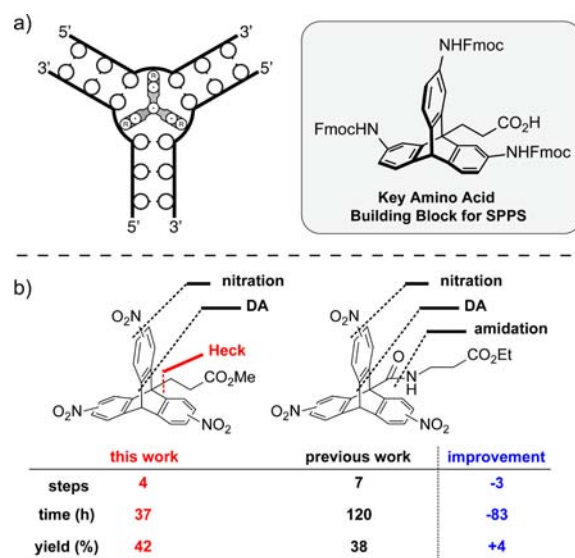 a)
5’ 3’
3’ 5’
5’ 3’
R R R
NHFmoc
FmocHN
CO2H
NHFmoc
Key Amino Acid
Building Block for SPPS
b)
nitration
DA
Heck
O2N
CO2Me
O2N
NO2
nitration
DA
amidation
O2N
O
N
H
CO2Et
O2N
NO2
this work previous work improvement
steps 4 7 -3
time (h) 37 120 -83
yield (%) 42 38 +4